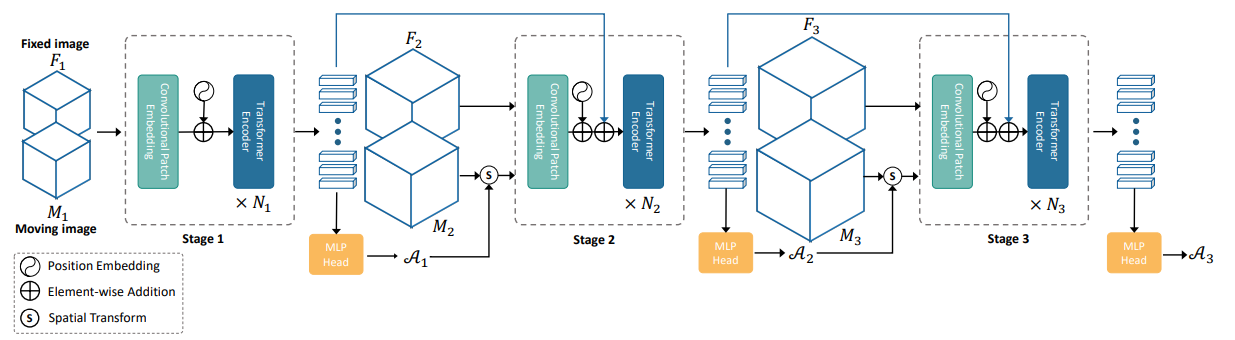 Fixed image
F₁
M₁
Moving image
Convolutional Patch Embedding
Transformer Encoder
× N₁
Stage 1
MLP Head
𝒜₁
F₂
M₂
S
Convolutional Patch Embedding
Transformer Encoder
× N₂
Stage 2
MLP Head
𝒜₂
F₃
M₃
S
Convolutional Patch Embedding
Transformer Encoder
× N₃
Stage 3
MLP Head
𝒜₃
Position Embedding
Element-wise Addition
S Spatial Transform